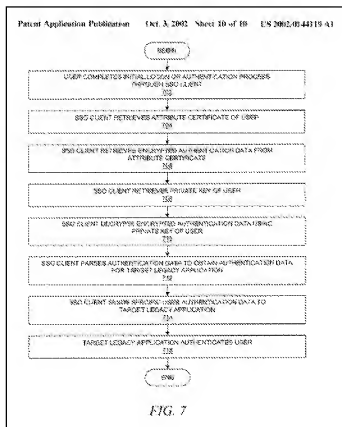 Patent Application Publication Oct. 3, 2002 Sheet 10 of 10 US 2002/0144119 A1
BEGIN
USER COMPLETES INITIAL LOGON OR AUTHENTICATION PROCESS
THROUGH SSO CLIENT
SSO CLIENT RETRIEVES ATTRIBUTE CERTIFICATE OF USER
SSO CLIENT RETRIEVES ENCRYPTED AUTHENTICATION DATA FROM
ATTRIBUTE CERTIFICATE
SSO CLIENT RETRIEVES PRIVATE KEY OF USER
SSO CLIENT DECRYPTS ENCRYPTED AUTHENTICATION DATA USING
PRIVATE KEY OF USER
SSO CLIENT PARSES AUTHENTICATION DATA TO OBTAIN AUTHENTICATION DATA
FOR TARGET LEGACY APPLICATION
SSO CLIENT SENDS SPECIFIC USER AUTHENTICATION DATA TO
TARGET LEGACY APPLICATION
TARGET LEGACY APPLICATION AUTHENTICATES USER
END
FIG. 7